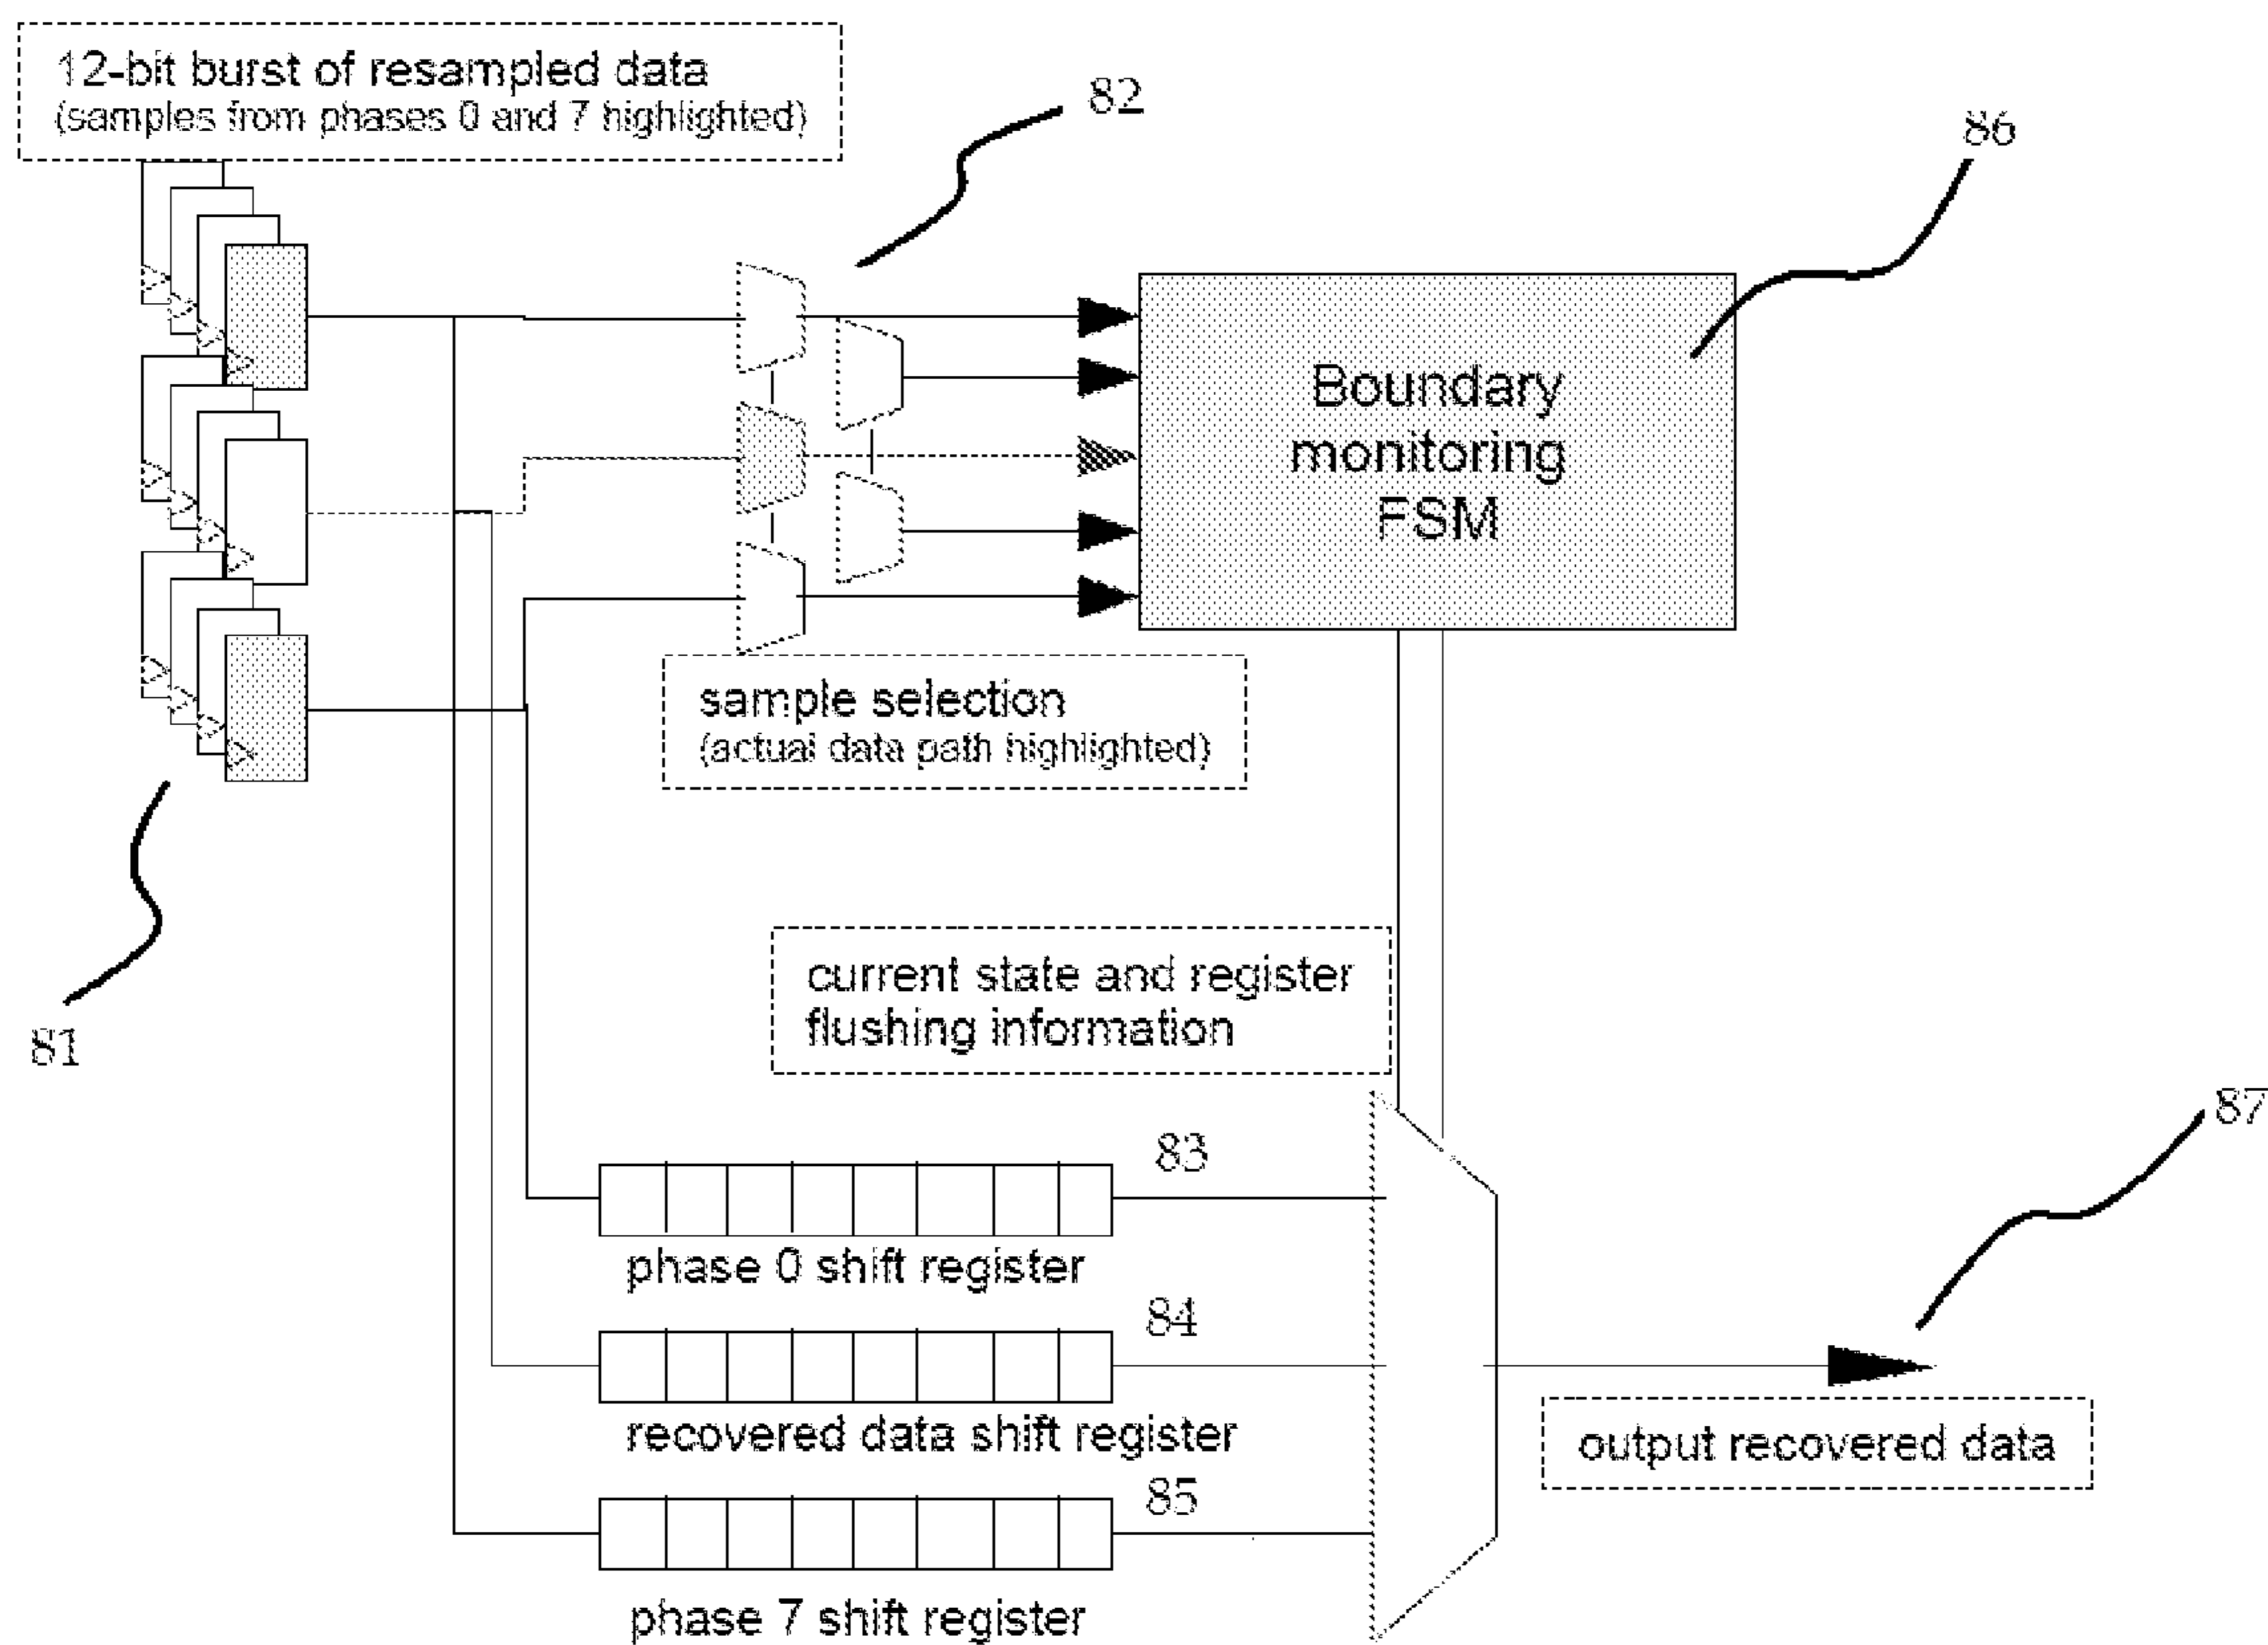 12-bit burst of resampled data
(samples from phases 0 and 7 highlighted)
82
86
Boundary
monitoring
FSM
sample selection
(actual data path highlighted)
81
current state and register
flushing information
87
83
phase 0 shift register
84
recovered data shift register
output recovered data
85
phase 7 shift register